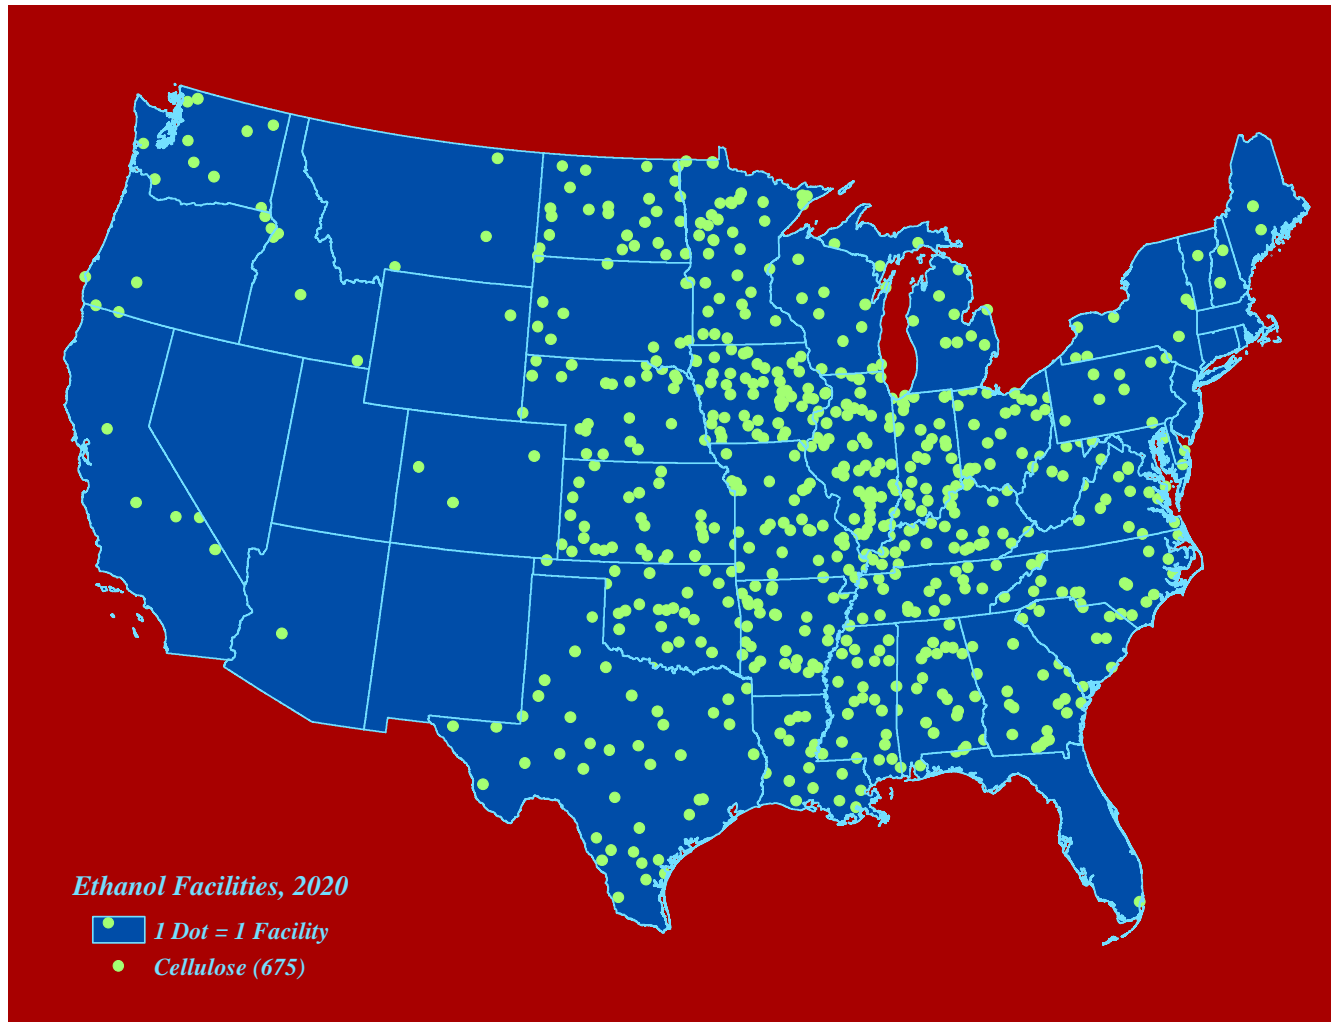 Ethanol Facilities, 2020
1 Dot = 1 Facility
Cellulose (675)